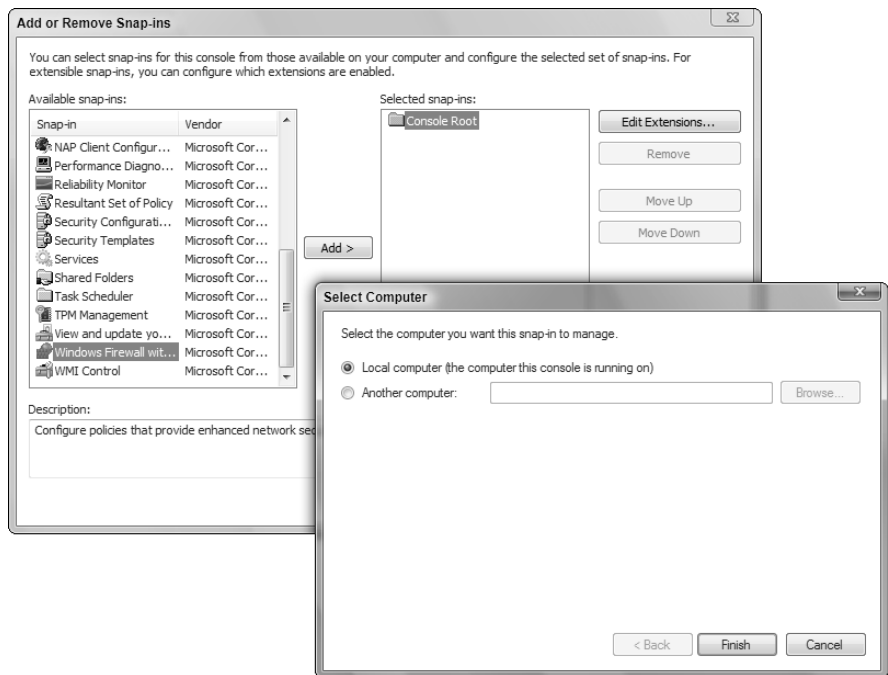 Add or Remove Snap-ins
You can select snap-ins for this console from those available on your computer and configure the selected set of snap-ins. For
extensible snap-ins, you can configure which extensions are enabled.
Available snap-ins:
Selected snap-ins:
Snap-in Vendor
NAP Client Configur... Microsoft Cor...
Performance Diagno... Microsoft Cor...
Reliability Monitor Microsoft Cor...
Resultant Set of Policy Microsoft Cor...
Security Configurati... Microsoft Cor...
Security Templates Microsoft Cor...
Services Microsoft Cor...
Shared Folders Microsoft Cor...
Task Scheduler Microsoft Cor...
TPM Management Microsoft Cor...
View and update yo... Microsoft Cor...
Windows Firewall wit... Microsoft Cor...
WMI Control Microsoft Cor...
Add >
Console Root
Edit Extensions...
Remove
Move Up
Move Down
Description:
Configure policies that provide enhanced network sec
Select Computer
Select the computer you want this snap-in to manage.
Local computer (the computer this console is running on)
Another computer:
Browse...
< Back
Finish
Cancel